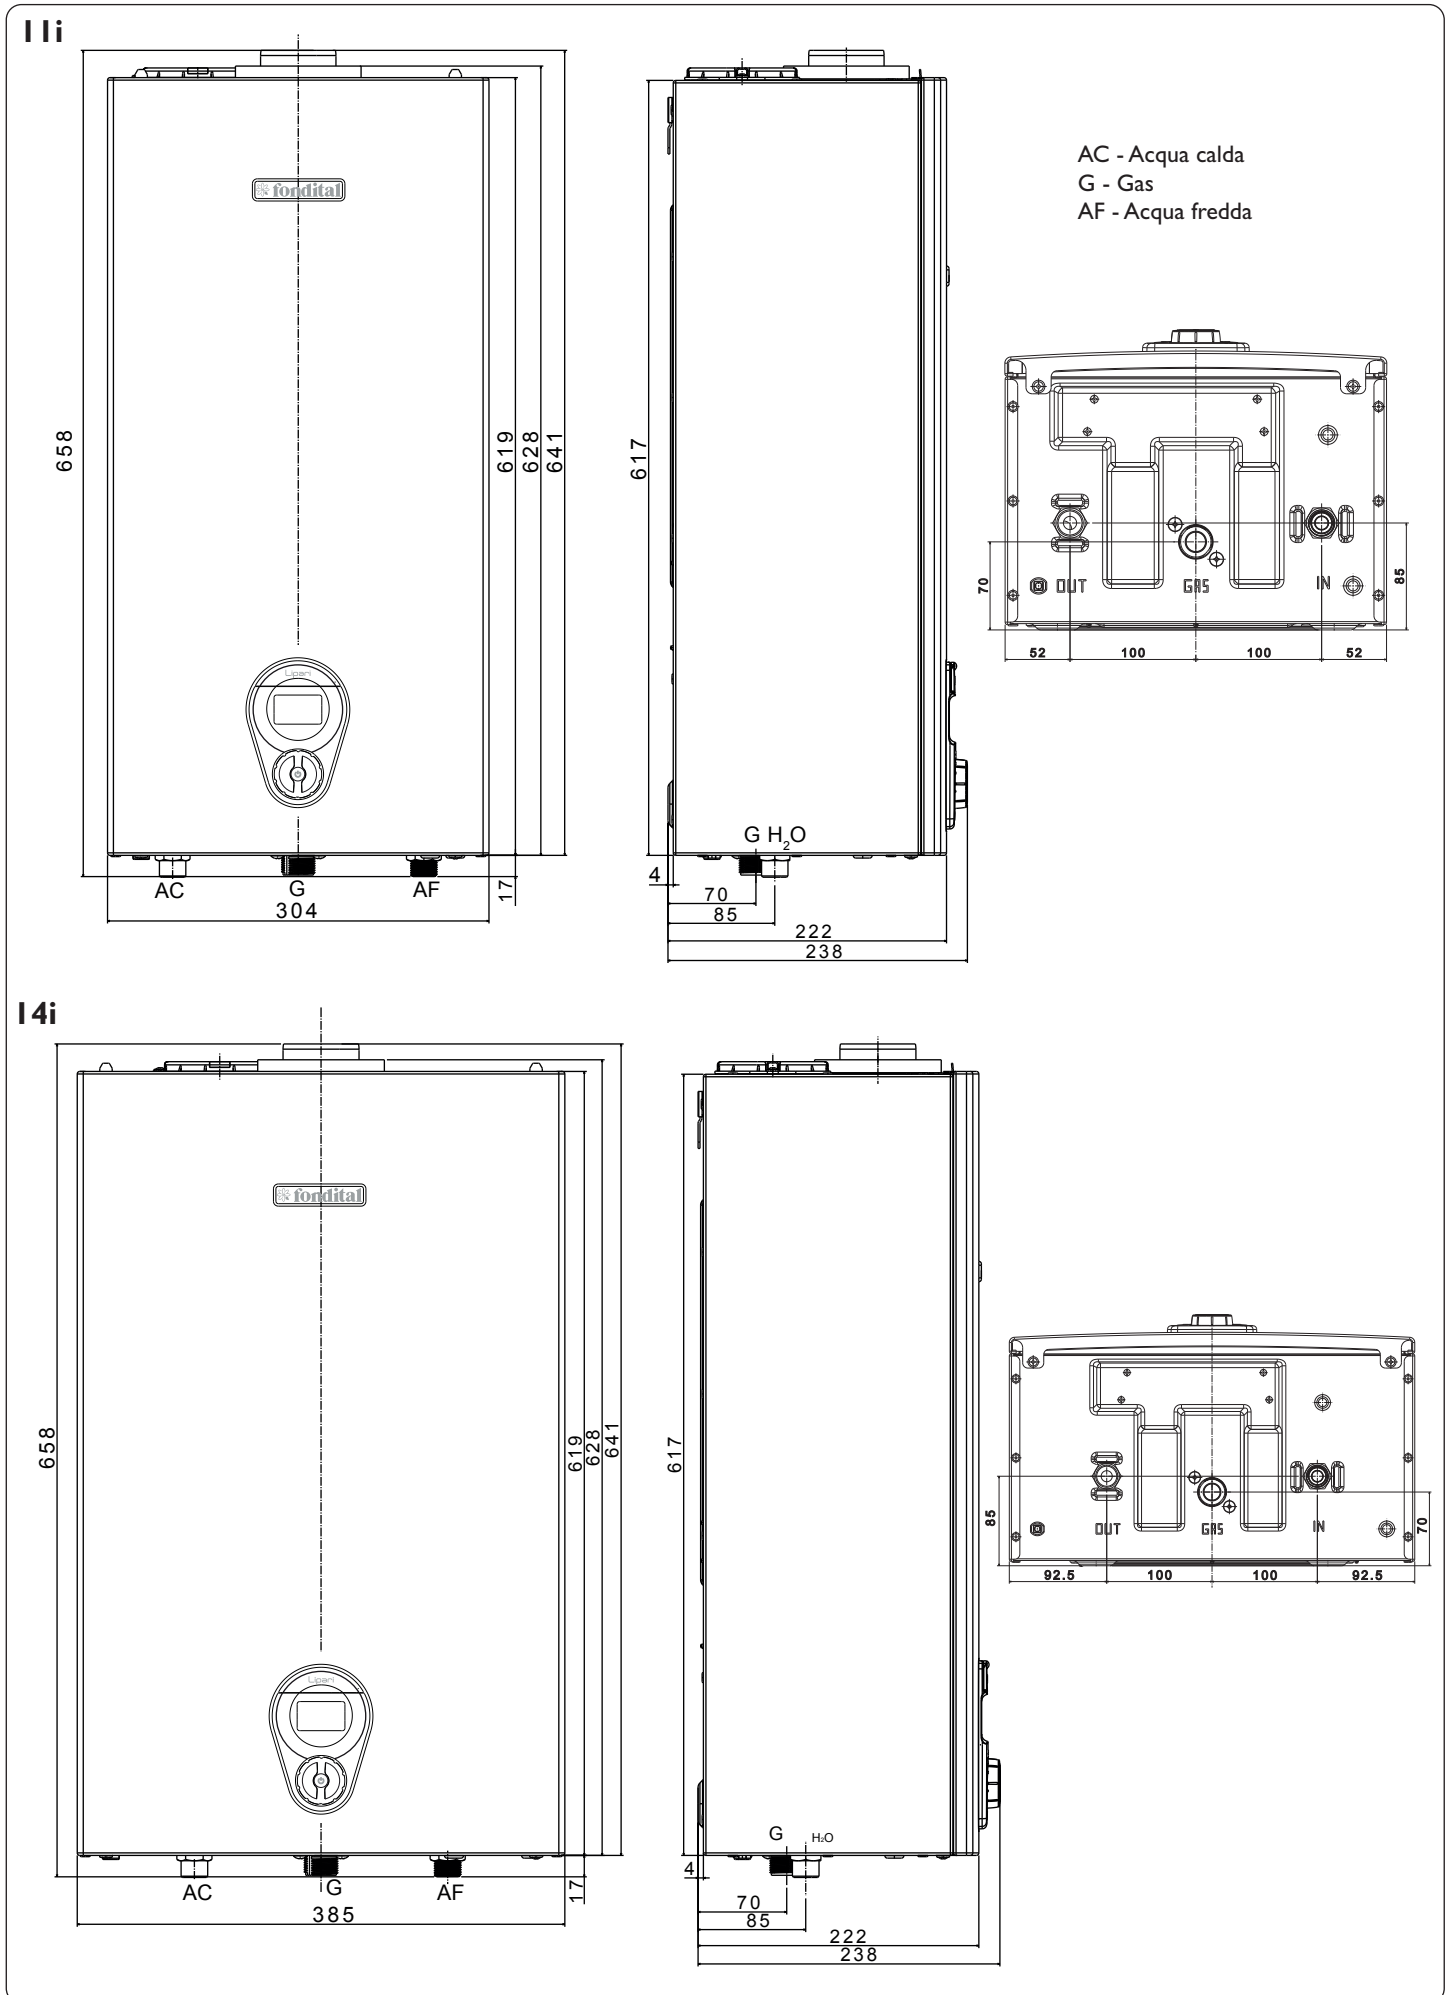 11i
fondital
658
619
628
641
617
AC - Acqua calda
G - Gas
AF - Acqua fredda
Lipari
OUT
GAS
IN
70
85
52
100
100
52
AC
G
AF
17
304
G H₂O
4
70
85
222
238
14i
fondital
658
619
628
641
617
Lipari
OUT
GAS
IN
85
70
92.5
100
100
92.5
AC
G
AF
17
385
G
H₂O
4
70
85
222
238